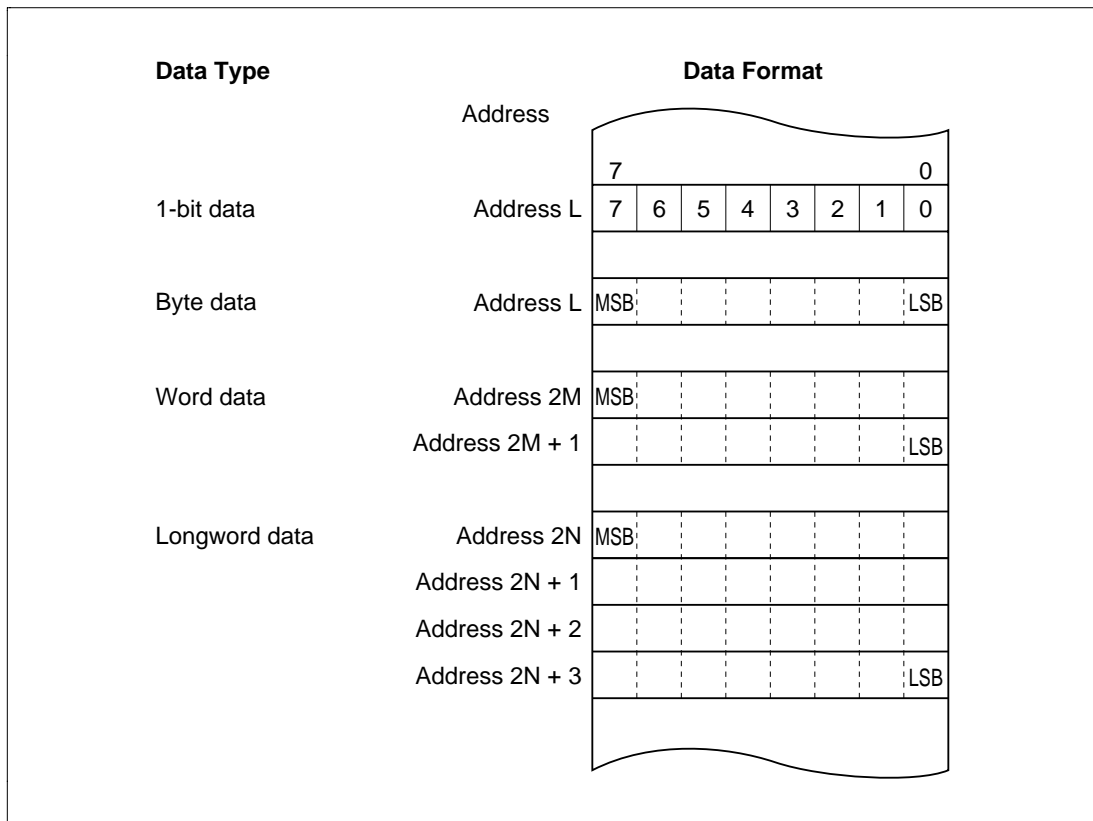 Data Type Data Format
Address
7 0
1-bit data Address L 7 6 5 4 3 2 1 0
Byte data Address L MSB LSB
Word data Address 2M MSB
Address 2M + 1 LSB
Longword data Address 2N MSB
Address 2N + 1
Address 2N + 2
Address 2N + 3 LSB